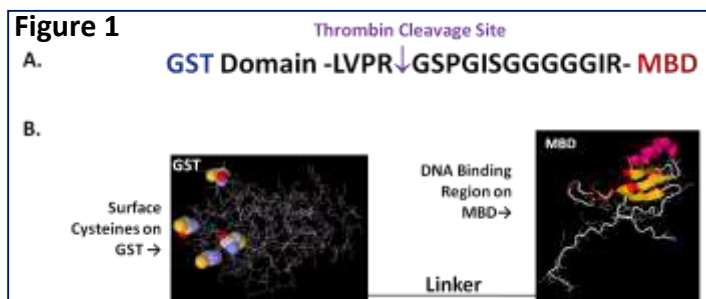 Figure 1
Thrombin Cleavage Site
A.
GST Domain -LVPR↓GSPGISGGGGGIR- MBD
B.
GST
Surface
Cysteines on
GST →
DNA Binding
Region on
MBD→
MBD
Linker